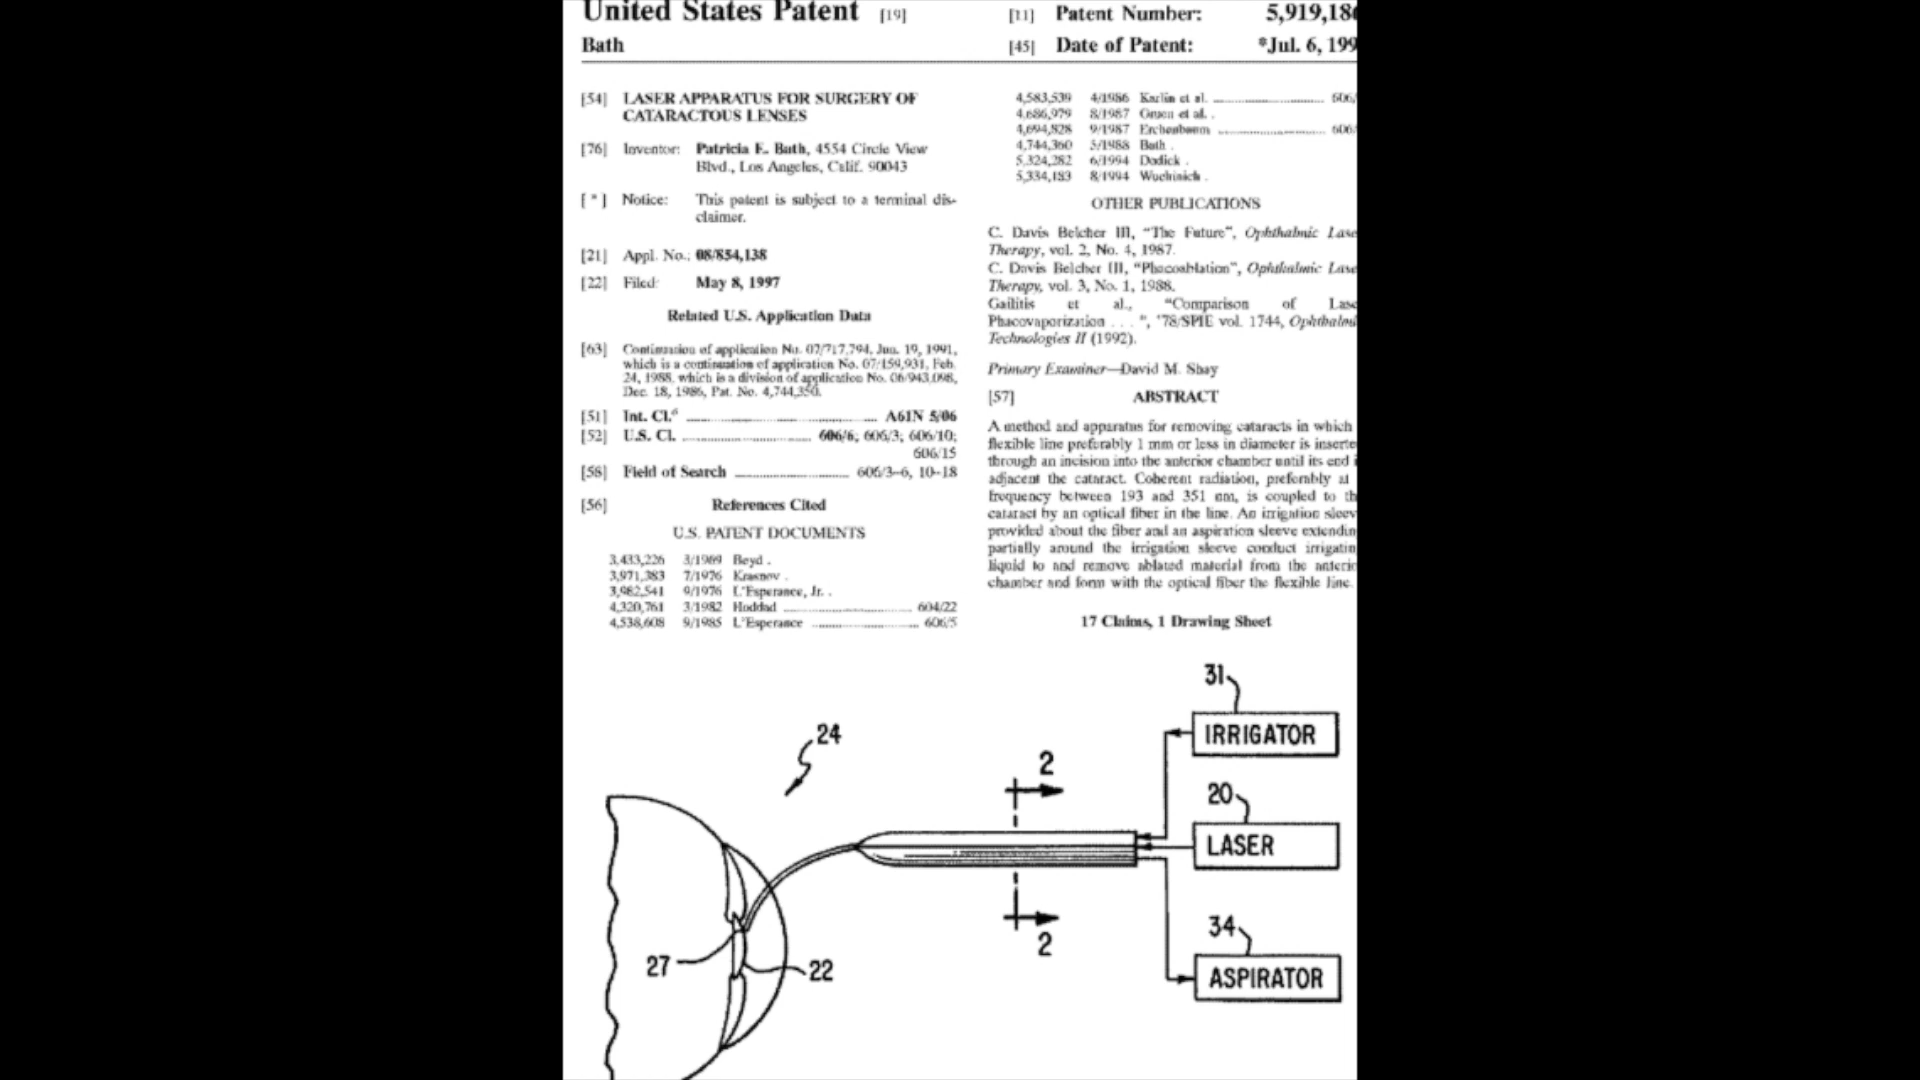 United States Patent [19]
Bath
[11] Patent Number: 5,919,186
[45] Date of Patent: *Jul. 6, 199
[54] LASER APPARATUS FOR SURGERY OF
CATARACTOUS LENSES
[76] Inventor: Patricia E. Bath, 4554 Circle View
Blvd., Los Angeles, Calif. 90043
[*] Notice: This patent is subject to a terminal dis-
claimer.
[21] Appl. No.: 08/854,138
[22] Filed: May 8, 1997
Related U.S. Application Data
[63] Continuation of application No. 07/717,794, Jun. 19, 1991,
which is a continuation of application No. 07/159,931, Feb.
24, 1988, which is a division of application No. 06/943,098,
Dec. 18, 1986, Pat. No. 4,744,360.
[51] Int. Cl.6 A61N 5/06
[52] U.S. Cl. 606/6; 606/3; 606/10;
606/15
[58] Field of Search 606/3-6, 10-18
[56] References Cited
U.S. PATENT DOCUMENTS
3,433,226 3/1969 Boyd .
3,971,383 7/1976 Krasnov .
3,982,541 9/1976 L'Esperance, Jr. .
4,320,761 3/1982 Haddad 604/22
4,538,608 9/1985 L'Esperance 606/5
4,583,539 4/1986 Karlin et al. 606/
4,686,979 8/1987 Gruen et al. .
4,694,828 9/1987 Eichenbaum 606/
4,744,360 5/1988 Bath .
5,324,282 6/1994 Dodick .
5,334,183 8/1994 Wuchinich .
OTHER PUBLICATIONS
C. Davis Belcher III, “The Future”, Ophthalmic Lase
Therapy, vol. 2, No. 4, 1987.
C. Davis Belcher III, “Phacoablation”, Ophthalmic Lase
Therapy, vol. 3, No. 1, 1988.
Gailitis et al., “Comparison of Lase
Phacovaporization . . . ”, '78/SPIE vol. 1744, Ophthalmi
Technologies II (1992).
Primary Examiner—David M. Shay
[57] ABSTRACT
A method and apparatus for removing cataracts in which
flexible line preferably 1 mm or less in diameter is inserte
through an incision into the anterior chamber until its end i
adjacent the cataract. Coherent radiation, preferably at
frequency between 193 and 351 nm, is coupled to th
cataract by an optical fiber in the line. An irrigation sleev
provided about the fiber and an aspiration sleeve extendin
partially around the irrigation sleeve conduct irrigatin
liquid to and remove ablated material from the anterio
chamber and form with the optical fiber the flexible line.
17 Claims, 1 Drawing Sheet
31
IRRIGATOR
24
2
20
LASER
34
2
27
22
ASPIRATOR